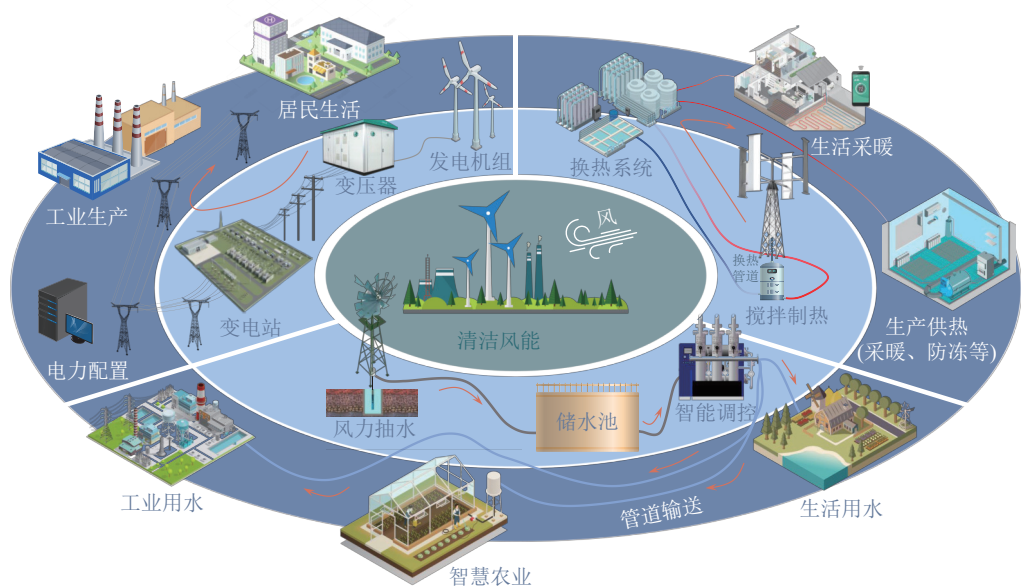 居民生活
工业生产
变压器
发电机组
变电站
电力配置
换热系统
生活采暖
换热
管道
搅拌制热
生产供热
(采暖、防冻等)
风
清洁风能
风力抽水
储水池
智能调控
工业用水
智慧农业
管道输送
生活用水